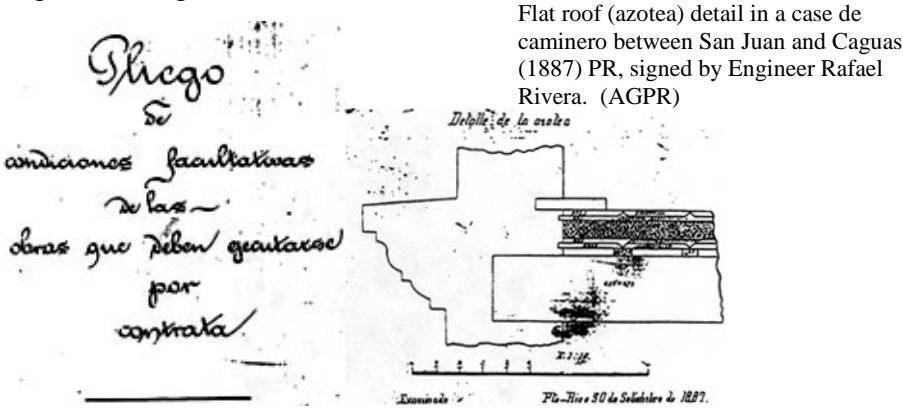 Flat roof (azotea) detail in a case de
caminero between San Juan and Caguas
(1887) PR, signed by Engineer Rafael
Rivera. (AGPR)
Pliego
de
condiciones facultativas
de las
obras que deben ejecutarse
por
contrata.
Detalle de la azotea
Examinado
Pto-Rico 30 de Setiembre de 1887.